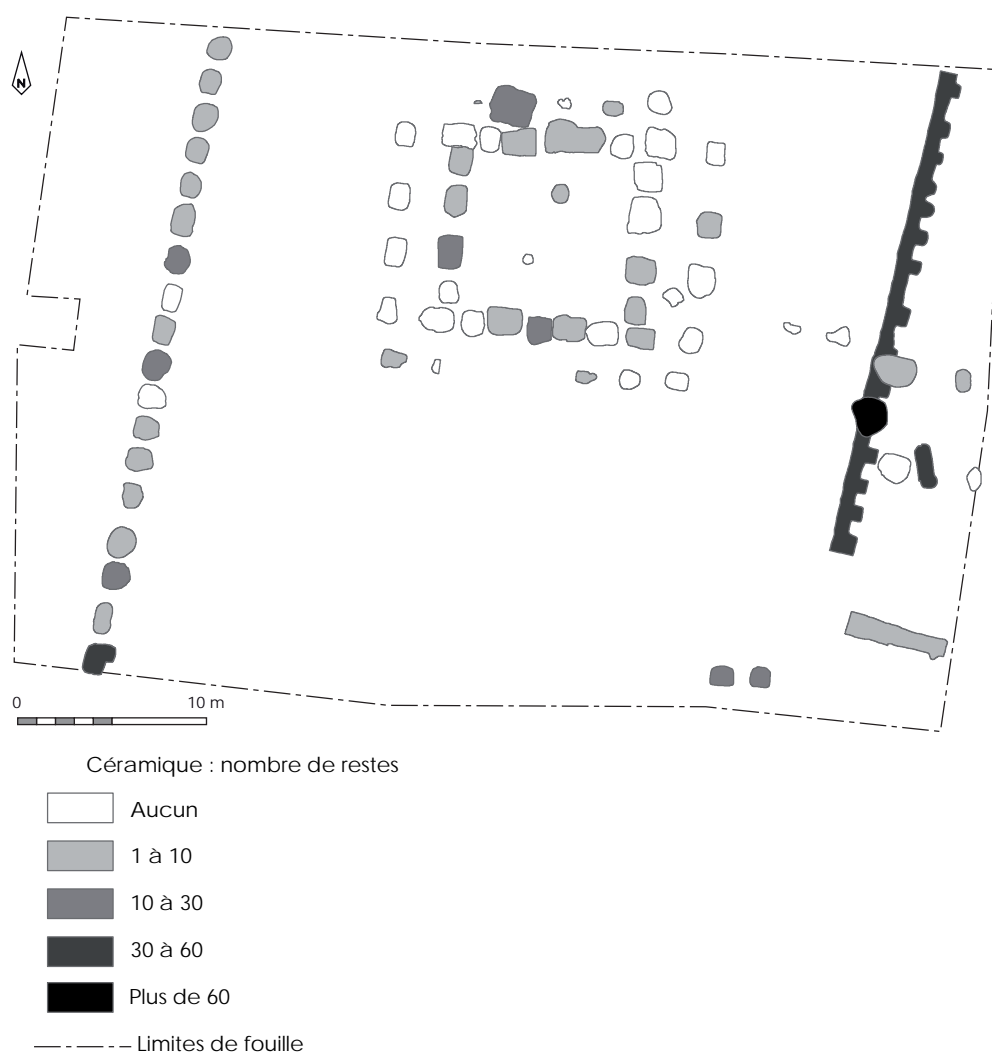 N
0 10 m
Céramique : nombre de restes
Aucun
1 à 10
10 à 30
30 à 60
Plus de 60
Limites de fouille